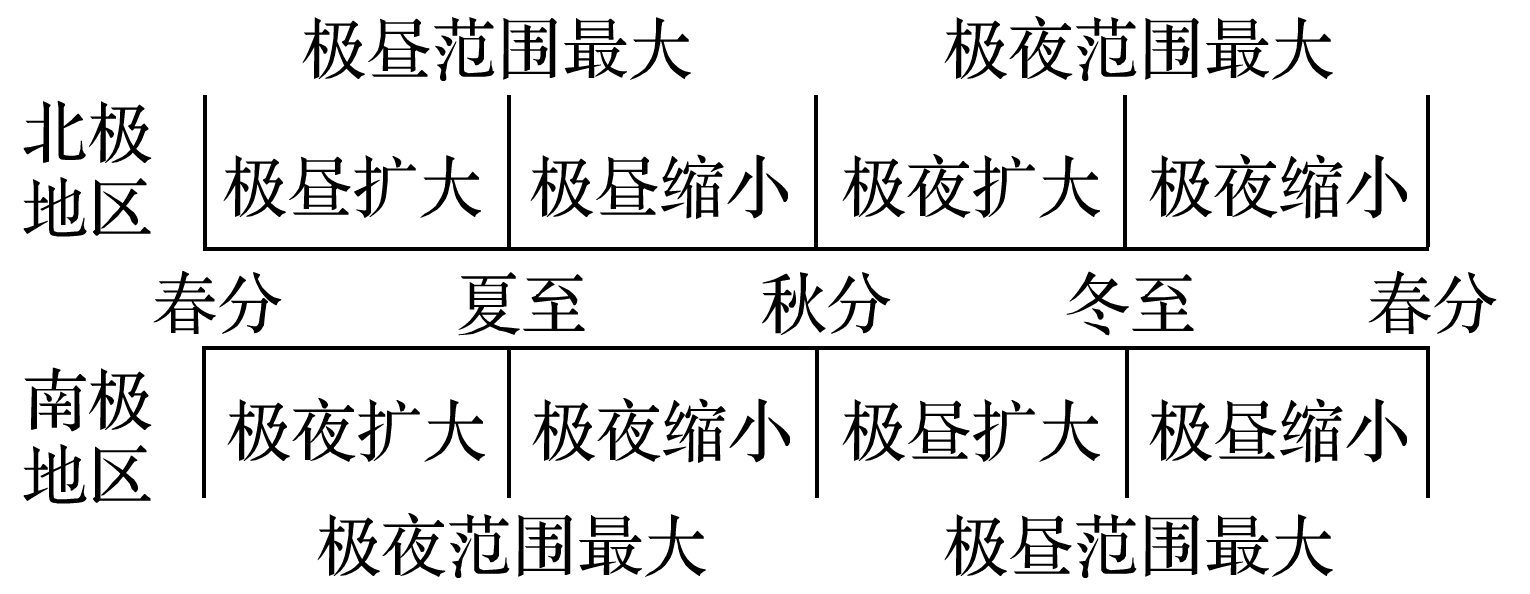 极昼范围最大 极夜范围最大
北极
地区
极昼扩大 极昼缩小 极夜扩大 极夜缩小
春分 夏至 秋分 冬至 春分
南极
地区
极夜扩大 极夜缩小 极昼扩大 极昼缩小
极夜范围最大 极昼范围最大